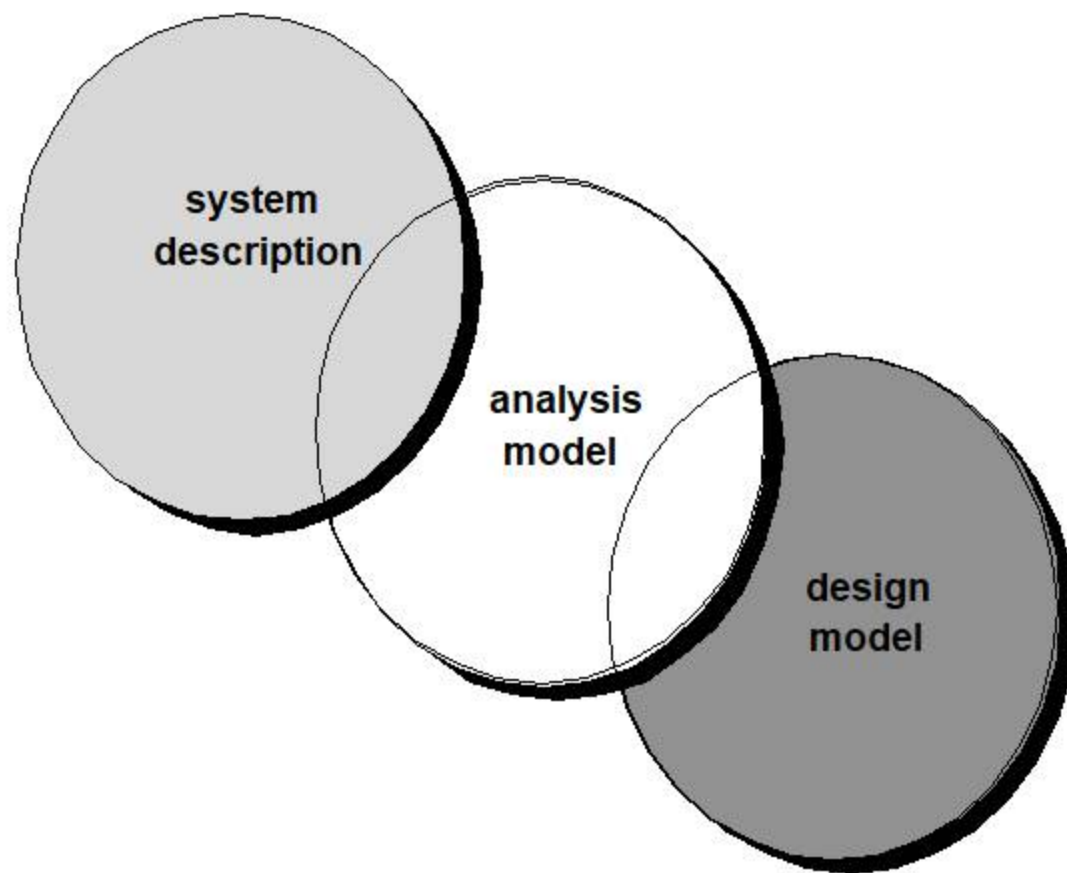 system
description
analysis
model
design
model